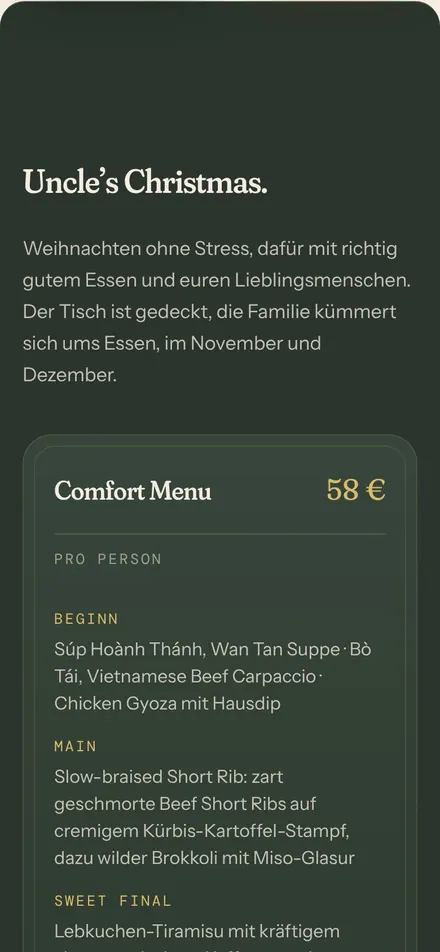 Uncle’s Christmas.
Weihnachten ohne Stress, dafür mit richtig
gutem Essen und euren Lieblingsmenschen.
Der Tisch ist gedeckt, die Familie kümmert
sich ums Essen, im November und
Dezember.
Comfort Menu 58 €
PRO PERSON
BEGINN
Súp Hoành Thánh, Wan Tan Suppe · Bò
Tái, Vietnamese Beef Carpaccio ·
Chicken Gyoza mit Hausdip
MAIN
Slow-braised Short Rib: zart
geschmorte Beef Short Ribs auf
cremigem Kürbis-Kartoffel-Stampf,
dazu wilder Brokkoli mit Miso-Glasur
SWEET FINAL
Lebkuchen-Tiramisu mit kräftigem